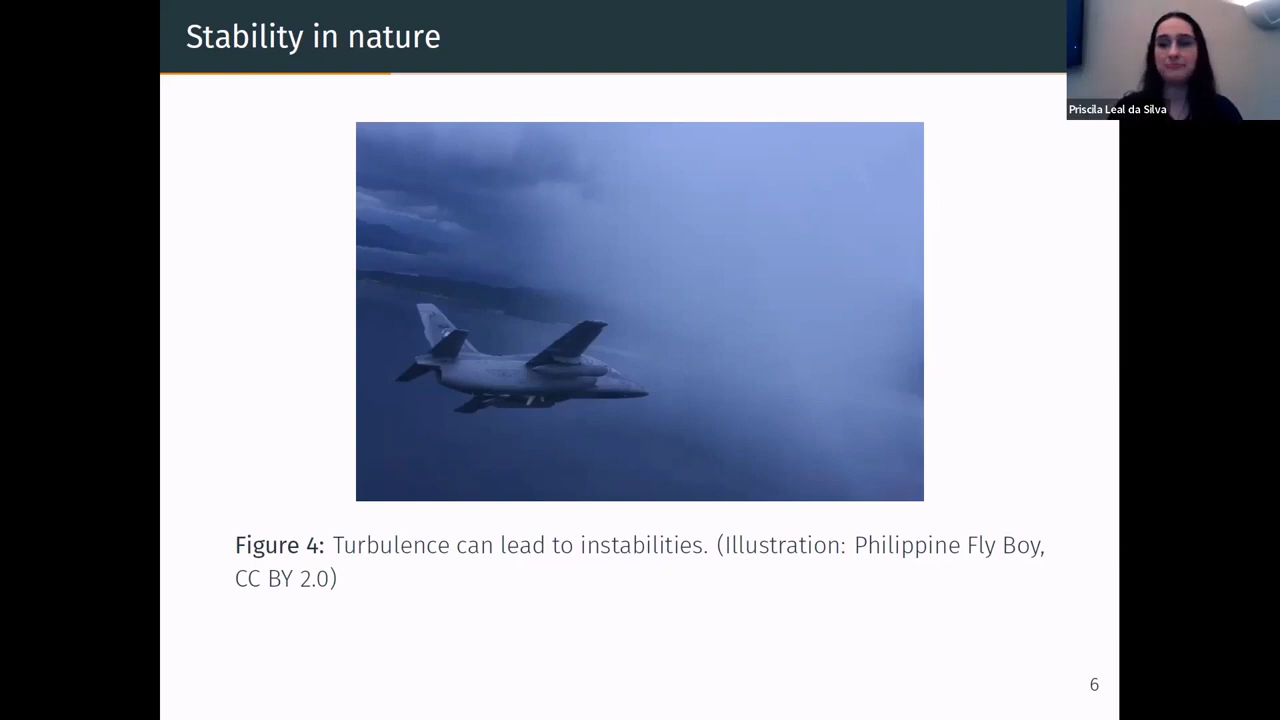 Stability in nature
Priscila Leal da Silva
Figure 4: Turbulence can lead to instabilities. (Illustration: Philippine Fly Boy,
CC BY 2.0)
6